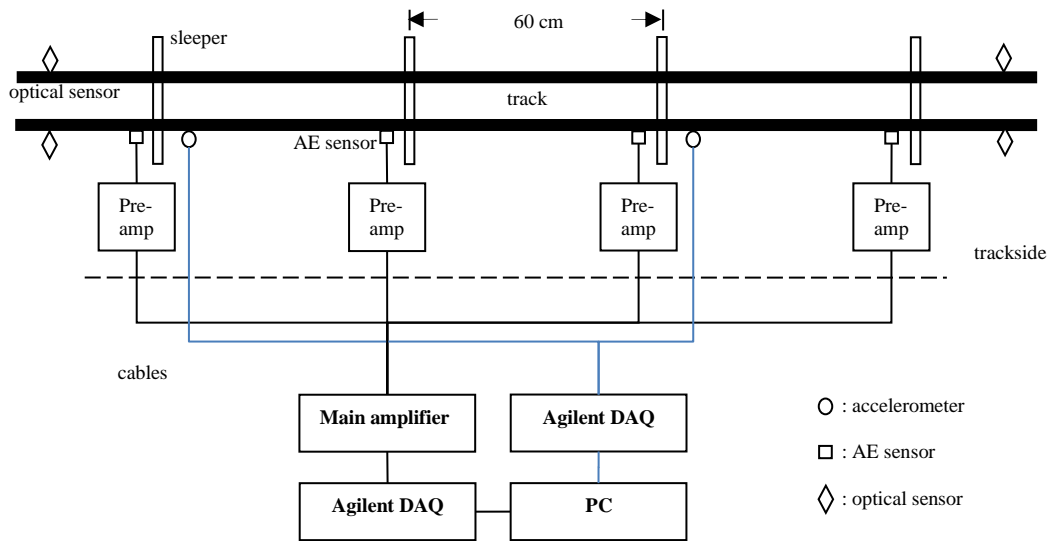 60 cm
sleeper
optical sensor
track
AE sensor
Pre-
amp
Pre-
amp
Pre-
amp
Pre-
amp
trackside
cables
Main amplifier
Agilent DAQ
: accelerometer
: AE sensor
Agilent DAQ
PC
: optical sensor